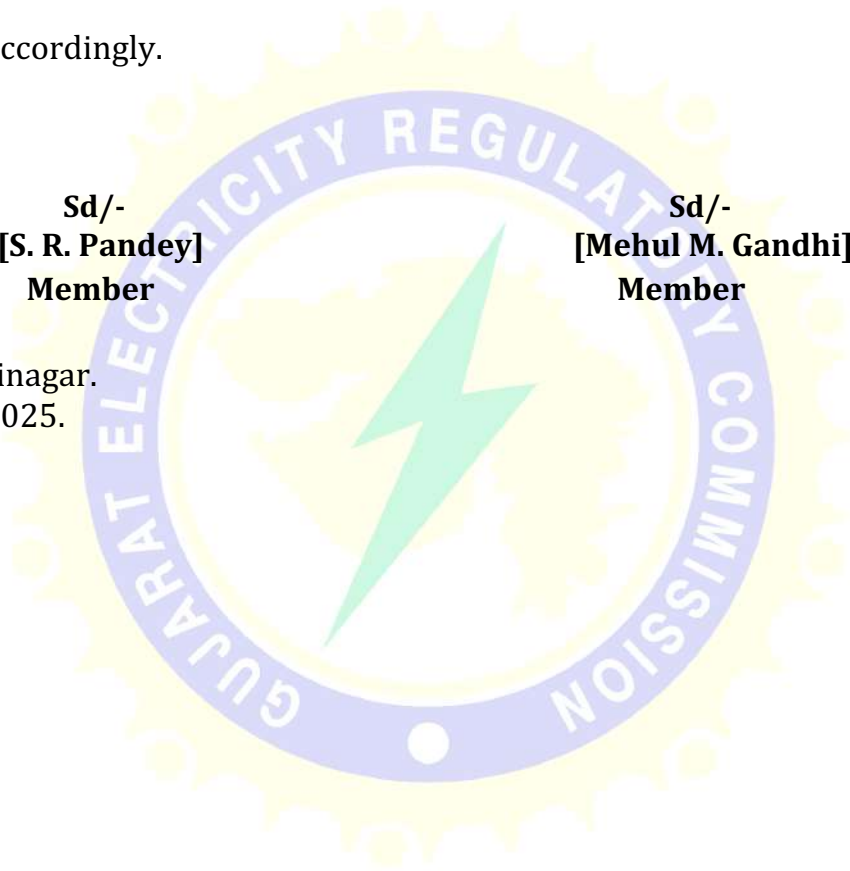 ccordingly.
Sd/- Sd/-
[S. R. Pandey] [Mehul M. Gandhi]
Member Member
inagar.
025.
GUJARAT ELECTRICITY REGULATORY COMMISSION